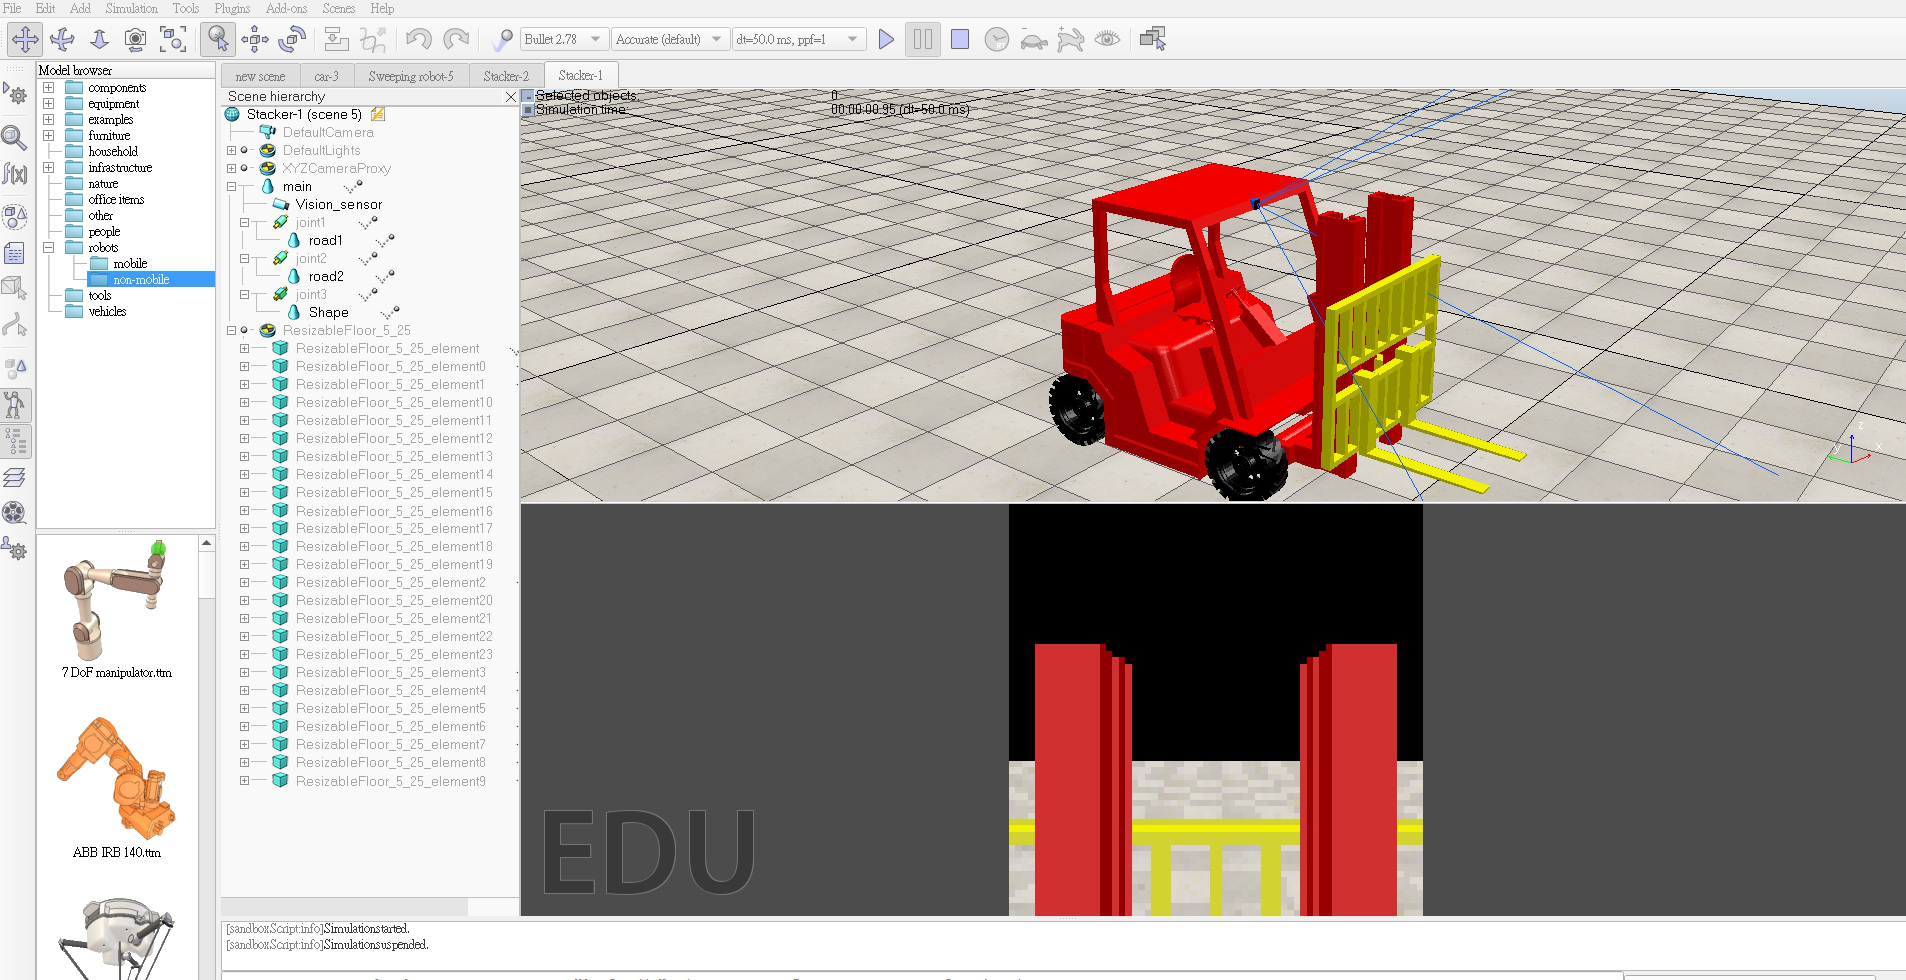 File Edit Add Simulation Tools Plugins Add-ons Scenes Help
Bullet 2.78 Accurate (default) dt=50.0 ms, ppf=1
Model browser
components
equipment
examples
furniture
household
infrastructure
nature
office items
other
people
robots
mobile
non-mobile
tools
vehicles
7 DoF manipulator.ttm
ABB IRB 140.ttm
new scene car-3 Sweeping robot-5 Stacker-2 Stacker-1
Scene hierarchy
Stacker-1 (scene 5)
DefaultCamera
DefaultLights
XYZCameraProxy
main
Vision_sensor
joint1
road1
joint2
road2
joint3
Shape
ResizableFloor_5_25
ResizableFloor_5_25_element
ResizableFloor_5_25_element0
ResizableFloor_5_25_element1
ResizableFloor_5_25_element10
ResizableFloor_5_25_element11
ResizableFloor_5_25_element12
ResizableFloor_5_25_element13
ResizableFloor_5_25_element14
ResizableFloor_5_25_element15
ResizableFloor_5_25_element16
ResizableFloor_5_25_element17
ResizableFloor_5_25_element18
ResizableFloor_5_25_element19
ResizableFloor_5_25_element2
ResizableFloor_5_25_element20
ResizableFloor_5_25_element21
ResizableFloor_5_25_element22
ResizableFloor_5_25_element23
ResizableFloor_5_25_element3
ResizableFloor_5_25_element4
ResizableFloor_5_25_element5
ResizableFloor_5_25_element6
ResizableFloor_5_25_element7
ResizableFloor_5_25_element8
ResizableFloor_5_25_element9
Selected objects: 0
Simulation time: 00:00:00.95 (dt=50.0 ms)
z
y
x
EDU
[sandboxScript:info]Simulationstarted.
[sandboxScript:info]Simulationsuspended.